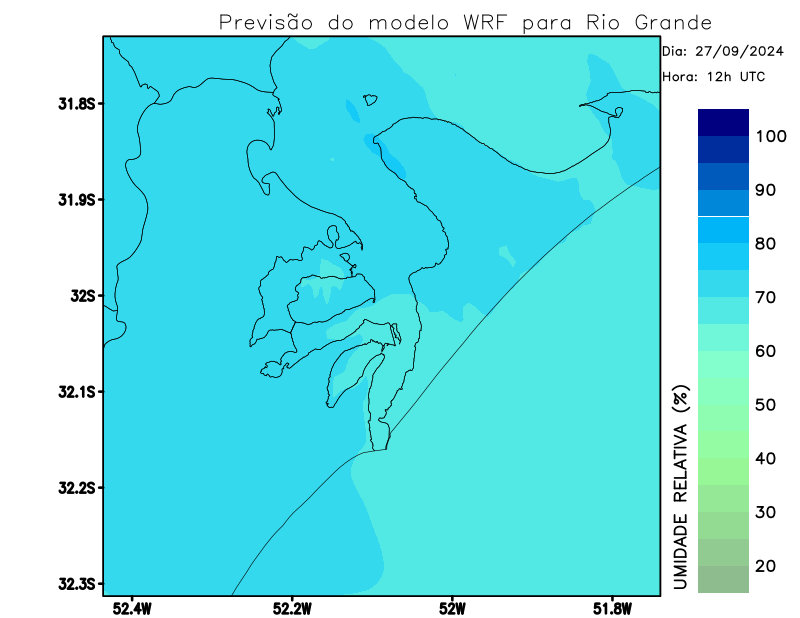 Previsão do modelo WRF para Rio Grande
Dia: 27/09/2024
Hora: 12h UTC
31.8S
31.9S
32S
32.1S
32.2S
32.3S
52.4W
52.2W
52W
51.8W
UMIDADE RELATIVA (%)
100
90
80
70
60
50
40
30
20